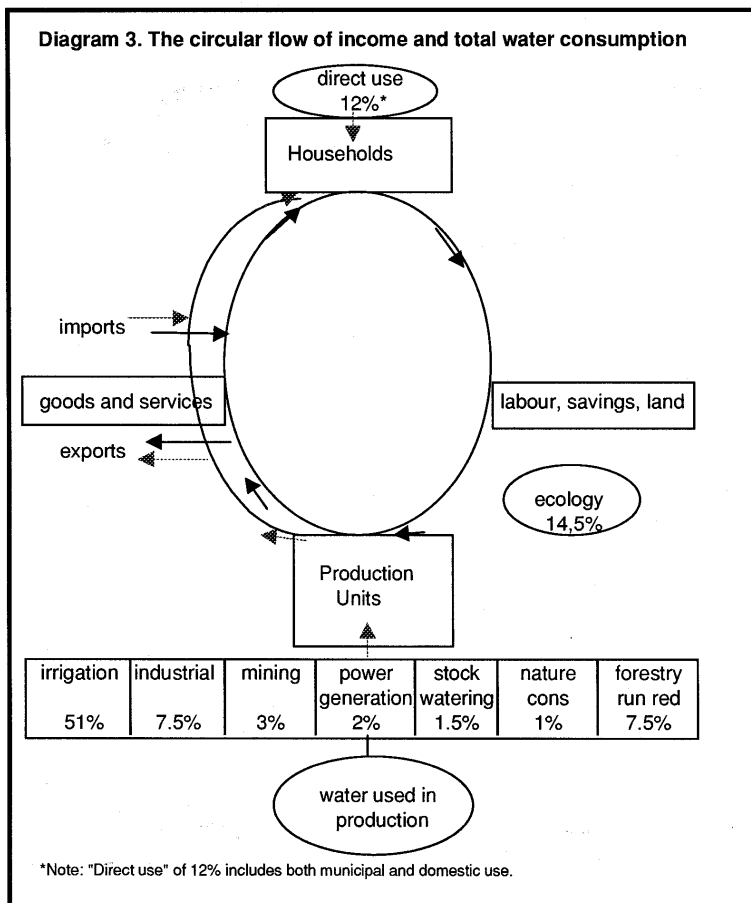 Diagram 3. The circular flow of income and total water consumption
direct use
12%*
Households
imports
goods and services
labour, savings, land
exports
ecology
14,5%
Production
Units
irrigation industrial mining power stock nature forestry
generation watering cons run red
51% 7.5% 3% 2% 1.5% 1% 7.5%
water used in
production
*Note: "Direct use" of 12% includes both municipal and domestic use.